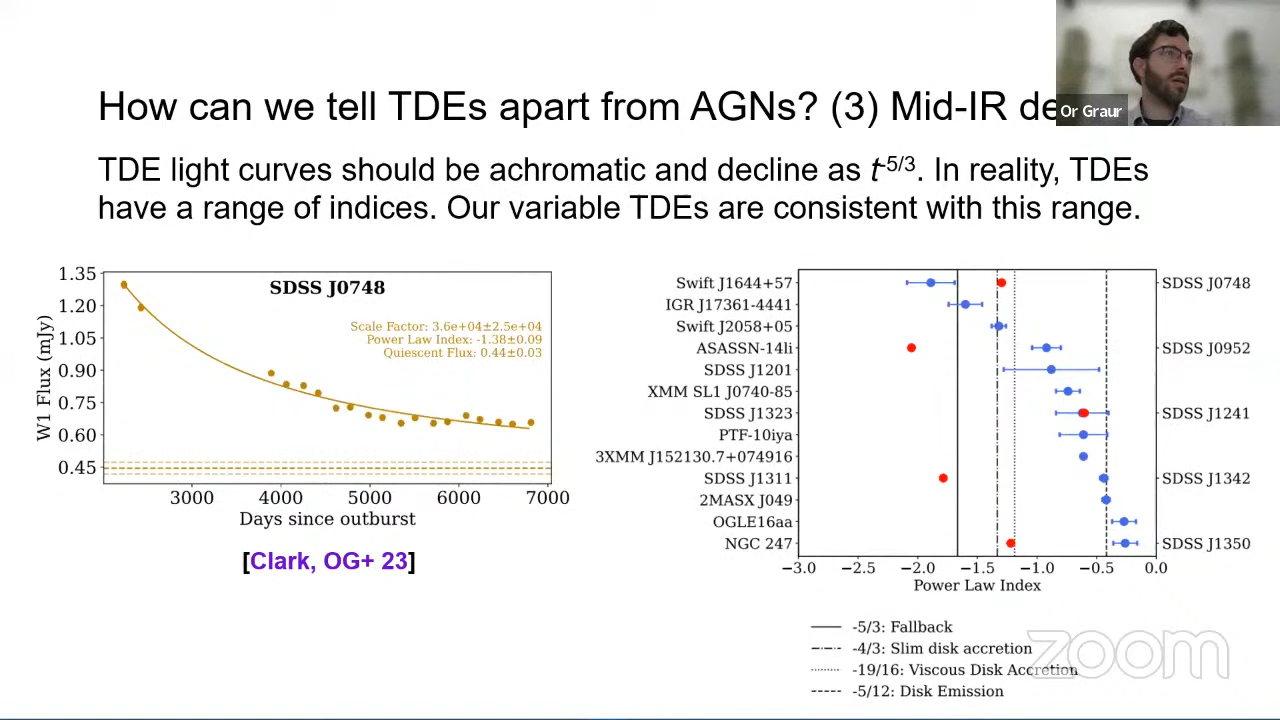 How can we tell TDEs apart from AGNs? (3) Mid-IR de
Or Graur
TDE light curves should be achromatic and decline as t-5/3. In reality, TDEs
have a range of indices. Our variable TDEs are consistent with this range.
SDSS J0748
Scale Factor: 3.6e+04±2.5e+04
Power Law Index: -1.38±0.09
Quiescent Flux: 0.44±0.03
W1 Flux (mJy)
1.35
1.20
1.05
0.90
0.75
0.60
0.45
3000 4000 5000 6000 7000
Days since outburst
[Clark, OG+ 23]
Swift J1644+57
IGR J17361-4441
Swift J2058+05
ASASSN-14li
SDSS J1201
XMM SL1 J0740-85
SDSS J1323
PTF-10iya
3XMM J152130.7+074916
SDSS J1311
2MASX J049
OGLE16aa
NGC 247
SDSS J0748
SDSS J0952
SDSS J1241
SDSS J1342
SDSS J1350
−3.0 −2.5 −2.0 −1.5 −1.0 −0.5 0.0
Power Law Index
-5/3: Fallback
-4/3: Slim disk accretion
-19/16: Viscous Disk Accretion
-5/12: Disk Emission
zoom